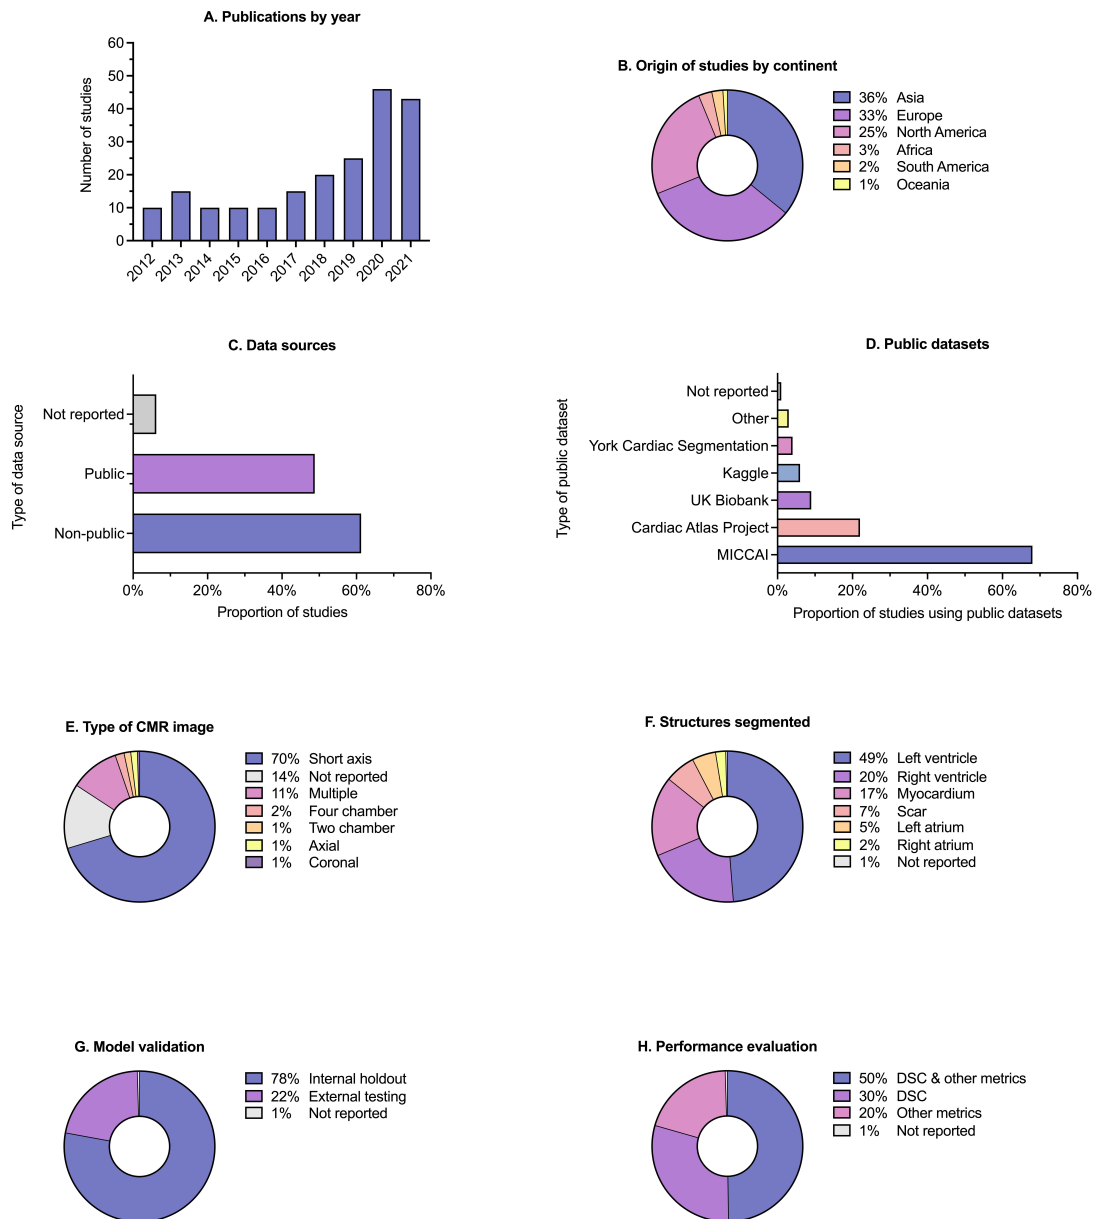 A. Publications by year
Number of studies
60
50
40
30
20
10
0
2012
2013
2014
2015
2016
2017
2018
2019
2020
2021
B. Origin of studies by continent
36% Asia
33% Europe
25% North America
3% Africa
2% South America
1% Oceania
C. Data sources
Type of data source
Not reported
Public
Non-public
0% 20% 40% 60% 80%
Proportion of studies
D. Public datasets
Type of public dataset
Not reported
Other
York Cardiac Segmentation
Kaggle
UK Biobank
Cardiac Atlas Project
MICCAI
0% 20% 40% 60% 80%
Proportion of studies using public datasets
E. Type of CMR image
70% Short axis
14% Not reported
11% Multiple
2% Four chamber
1% Two chamber
1% Axial
1% Coronal
F. Structures segmented
49% Left ventricle
20% Right ventricle
17% Myocardium
7% Scar
5% Left atrium
2% Right atrium
1% Not reported
G. Model validation
78% Internal holdout
22% External testing
1% Not reported
H. Performance evaluation
50% DSC & other metrics
30% DSC
20% Other metrics
1% Not reported